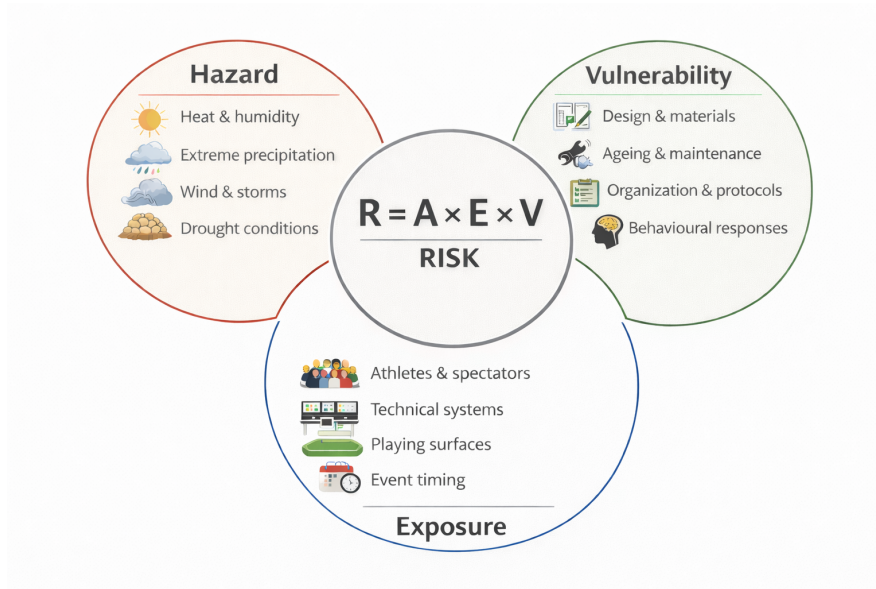 Hazard
Heat & humidity
Extreme precipitation
Wind & storms
Drought conditions
Vulnerability
Design & materials
Ageing & maintenance
Organization & protocols
Behavioural responses
R = A × E × V
RISK
Athletes & spectators
Technical systems
Playing surfaces
Event timing
Exposure